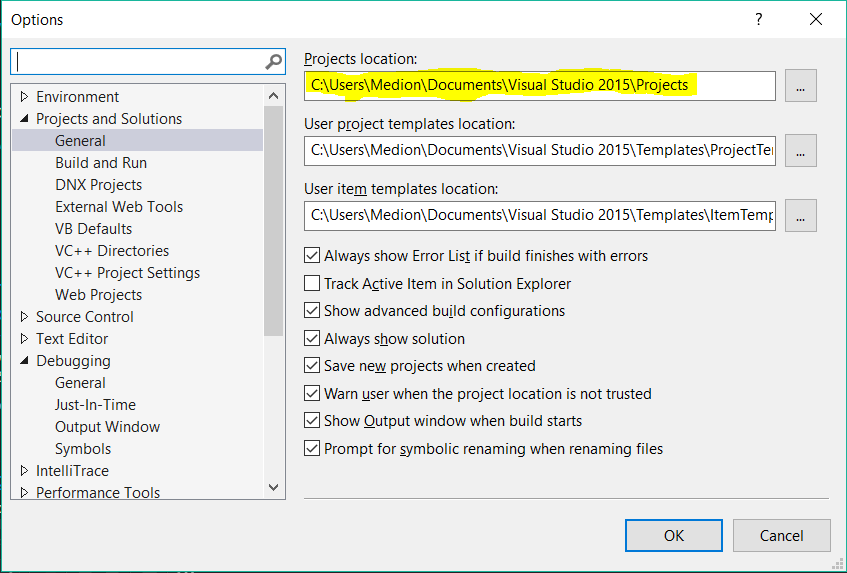 Options
?
Environment
Projects and Solutions
General
Build and Run
DNX Projects
External Web Tools
VB Defaults
VC++ Directories
VC++ Project Settings
Web Projects
Source Control
Text Editor
Debugging
General
Just-In-Time
Output Window
Symbols
IntelliTrace
Performance Tools
Projects location:
C:\Users\Medion\Documents\Visual Studio 2015\Projects
...
User project templates location:
C:\Users\Medion\Documents\Visual Studio 2015\Templates\ProjectTem
...
User item templates location:
C:\Users\Medion\Documents\Visual Studio 2015\Templates\ItemTemp
...
Always show Error List if build finishes with errors
Track Active Item in Solution Explorer
Show advanced build configurations
Always show solution
Save new projects when created
Warn user when the project location is not trusted
Show Output window when build starts
Prompt for symbolic renaming when renaming files
OK
Cancel